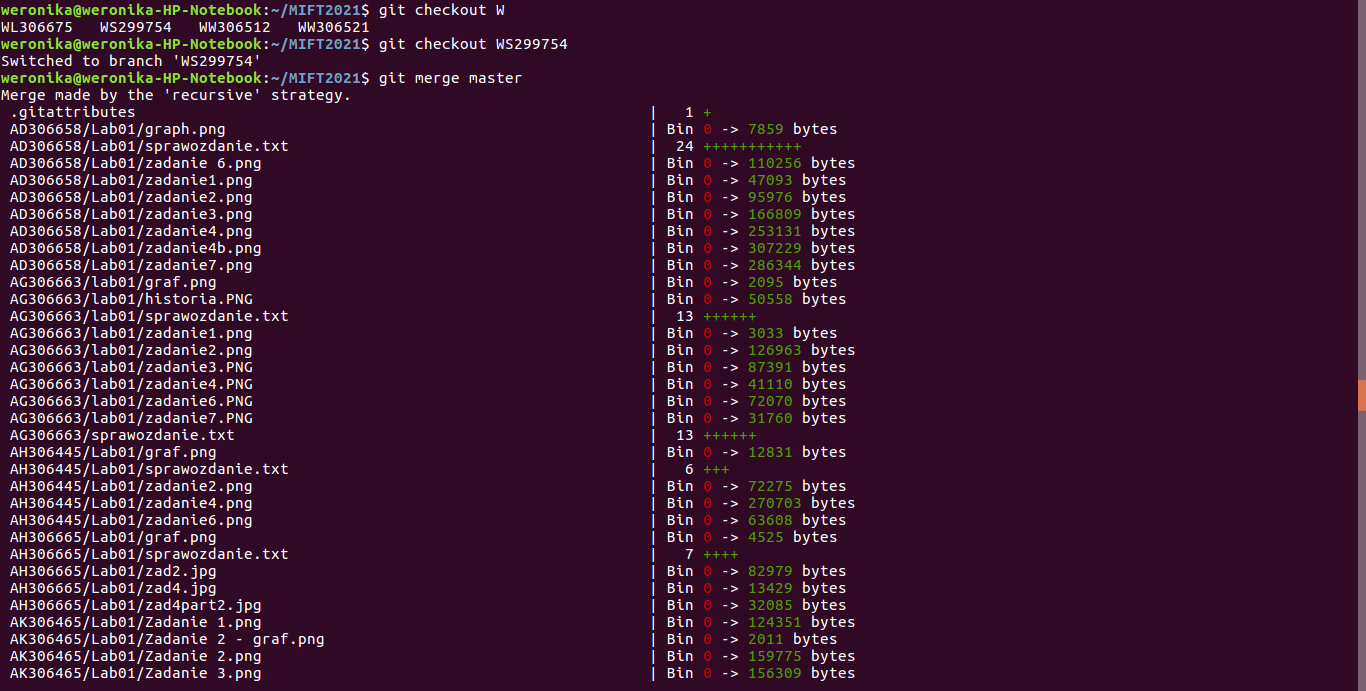 weronika@weronika-HP-Notebook:~/MIFT2021$ git checkout W
WL306675   WS299754   WW306512   WW306521
weronika@weronika-HP-Notebook:~/MIFT2021$ git checkout WS299754
Switched to branch 'WS299754'
weronika@weronika-HP-Notebook:~/MIFT2021$ git merge master
Merge made by the 'recursive' strategy.
.gitattributes | 1 +
AD306658/Lab01/graph.png | Bin 0 -> 7859 bytes
AD306658/Lab01/sprawozdanie.txt | 24 +++++++++++
AD306658/Lab01/zadanie 6.png | Bin 0 -> 110256 bytes
AD306658/Lab01/zadanie1.png | Bin 0 -> 47093 bytes
AD306658/Lab01/zadanie2.png | Bin 0 -> 95976 bytes
AD306658/Lab01/zadanie3.png | Bin 0 -> 166809 bytes
AD306658/Lab01/zadanie4.png | Bin 0 -> 253131 bytes
AD306658/Lab01/zadanie4b.png | Bin 0 -> 307229 bytes
AD306658/Lab01/zadanie7.png | Bin 0 -> 286344 bytes
AG306663/lab01/graf.png | Bin 0 -> 2095 bytes
AG306663/lab01/historia.PNG | Bin 0 -> 50558 bytes
AG306663/lab01/sprawozdanie.txt | 13 ++++++
AG306663/lab01/zadanie1.png | Bin 0 -> 3033 bytes
AG306663/lab01/zadanie2.png | Bin 0 -> 126963 bytes
AG306663/lab01/zadanie3.PNG | Bin 0 -> 87391 bytes
AG306663/lab01/zadanie4.PNG | Bin 0 -> 41110 bytes
AG306663/lab01/zadanie6.PNG | Bin 0 -> 72070 bytes
AG306663/lab01/zadanie7.PNG | Bin 0 -> 31760 bytes
AG306663/sprawozdanie.txt | 13 ++++++
AH306445/Lab01/graf.png | Bin 0 -> 12831 bytes
AH306445/Lab01/sprawozdanie.txt | 6 +++
AH306445/Lab01/zadanie2.png | Bin 0 -> 72275 bytes
AH306445/Lab01/zadanie4.png | Bin 0 -> 270703 bytes
AH306445/Lab01/zadanie6.png | Bin 0 -> 63608 bytes
AH306665/Lab01/graf.png | Bin 0 -> 4525 bytes
AH306665/Lab01/sprawozdanie.txt | 7 ++++
AH306665/Lab01/zad2.jpg | Bin 0 -> 82979 bytes
AH306665/Lab01/zad4.jpg | Bin 0 -> 13429 bytes
AH306665/Lab01/zad4part2.jpg | Bin 0 -> 32085 bytes
AK306465/Lab01/Zadanie 1.png | Bin 0 -> 124351 bytes
AK306465/Lab01/Zadanie 2 - graf.png | Bin 0 -> 2011 bytes
AK306465/Lab01/Zadanie 2.png | Bin 0 -> 159775 bytes
AK306465/Lab01/Zadanie 3.png | Bin 0 -> 156309 bytes